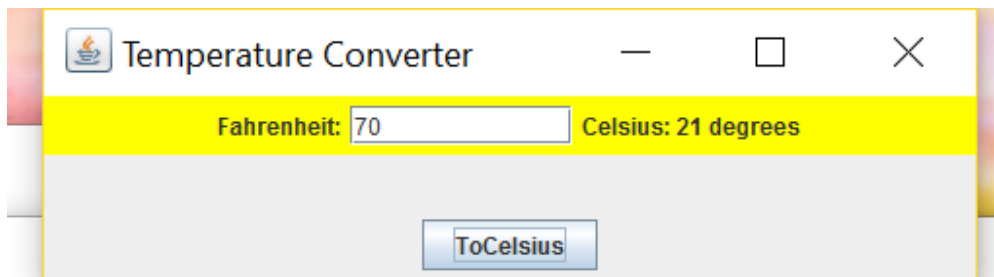 Temperature Converter
Fahrenheit: 70 Celsius: 21 degrees
ToCelsius